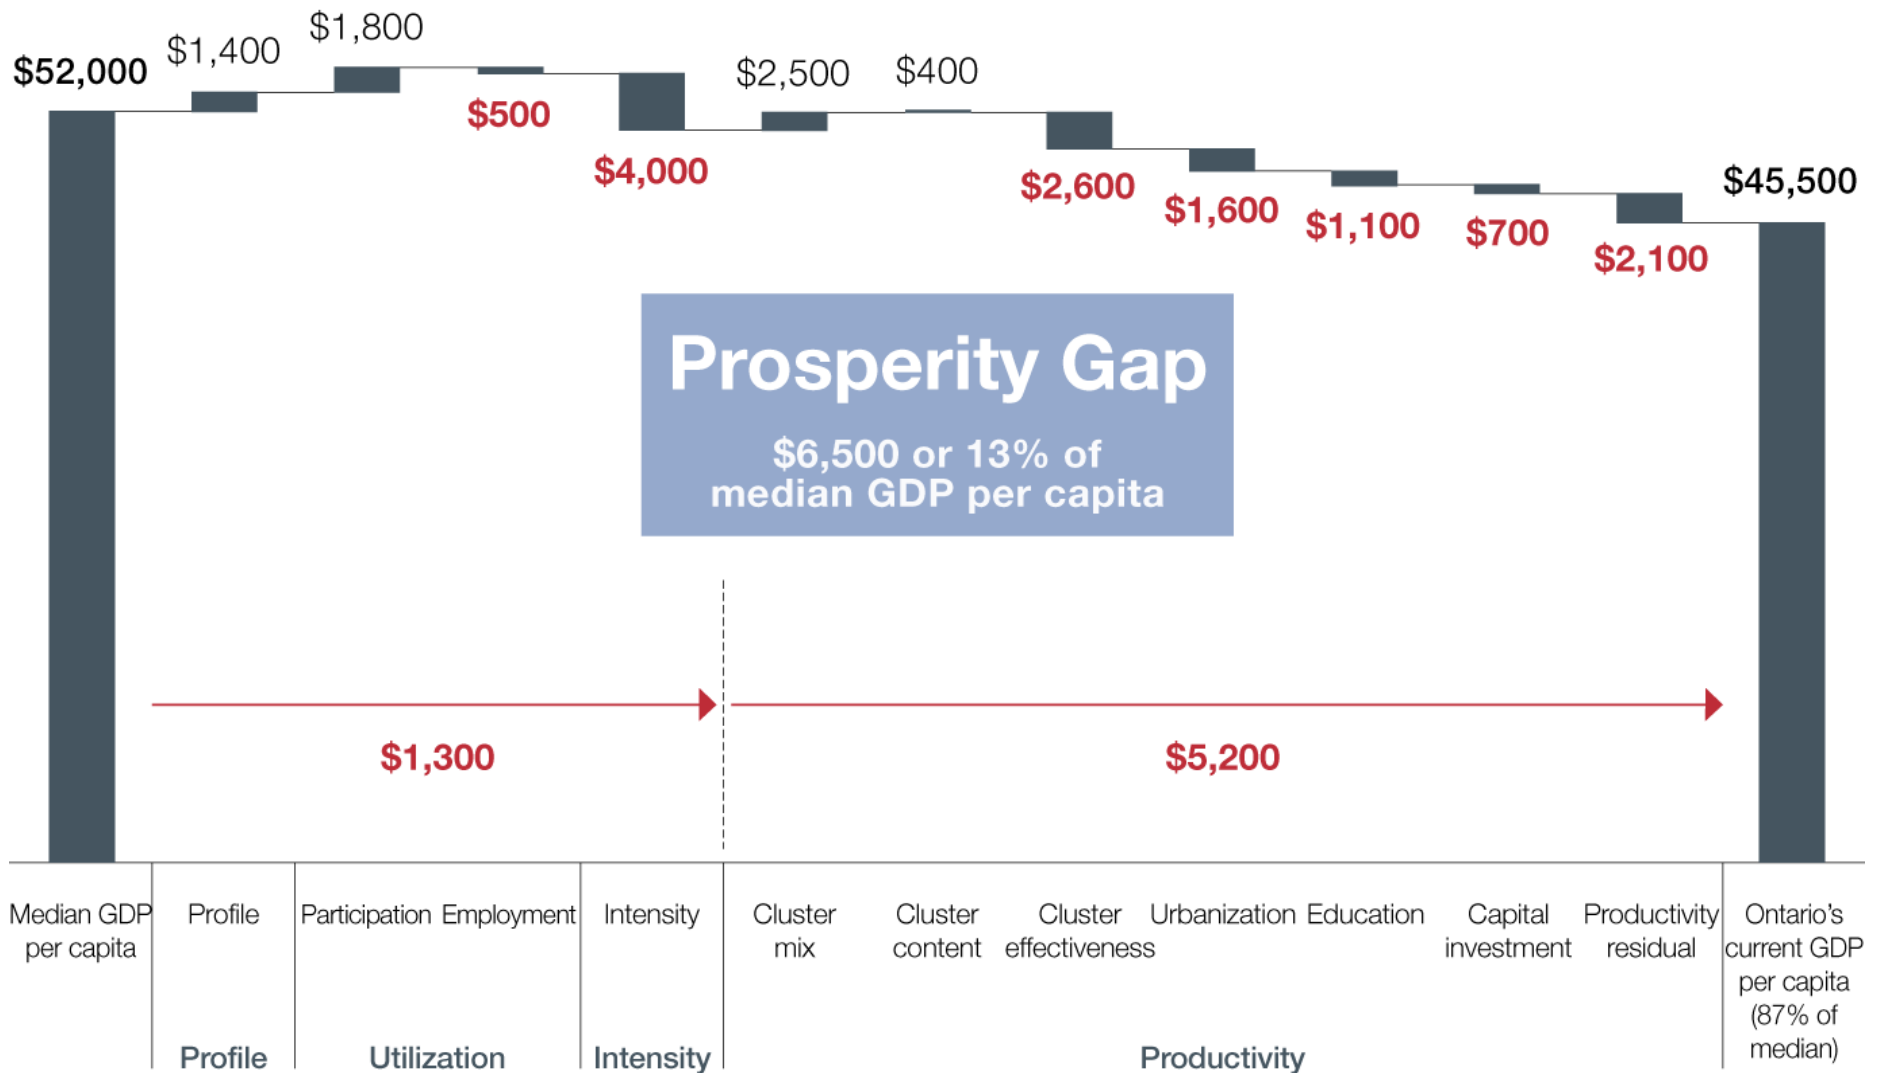 $52,000
$1,400
$1,800
$500
$4,000
$2,500
$400
$2,600
$1,600
$1,100
$700
$2,100
$45,500
Prosperity Gap
$6,500 or 13% of
median GDP per capita
$1,300
$5,200
Median GDP
per capita
Profile
Participation
Employment
Intensity
Cluster
mix
Cluster
content
Cluster
effectiveness
Urbanization
Education
Capital
investment
Productivity
residual
Ontario's
current GDP
per capita
(87% of
median)
Profile
Utilization
Intensity
Productivity